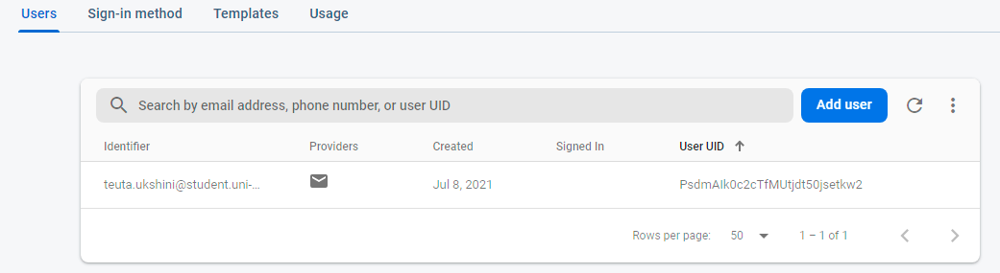 Users Sign-in method Templates Usage
Search by email address, phone number, or user UID Add user
Identifier Providers Created Signed In User UID
teuta.ukshini@student.uni-... Jul 8, 2021 PsdmAIk0c2cTfMUtjdt50jsetkw2
Rows per page: 50 1 – 1 of 1